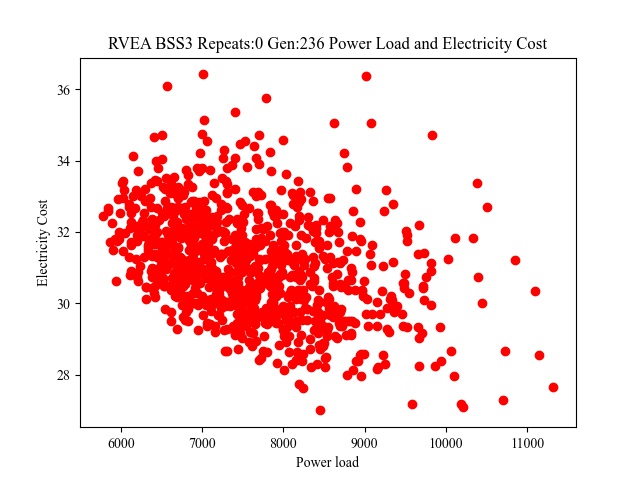 RVEA BSS3 Repeats:0 Gen:236 Power Load and Electricity Cost
36
34
32
30
28
Electricity Cost
6000 7000 8000 9000 10000 11000
Power load